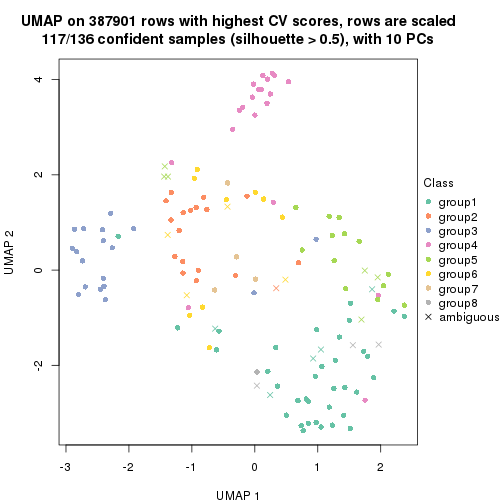 UMAP on 387901 rows with highest CV scores, rows are scaled
117/136 confident samples (silhouette > 0.5), with 10 PCs
4
2
0
-2
UMAP 2
-3
-2
-1
0
1
2
UMAP 1
Class
group1
group2
group3
group4
group5
group6
group7
group8
ambiguous